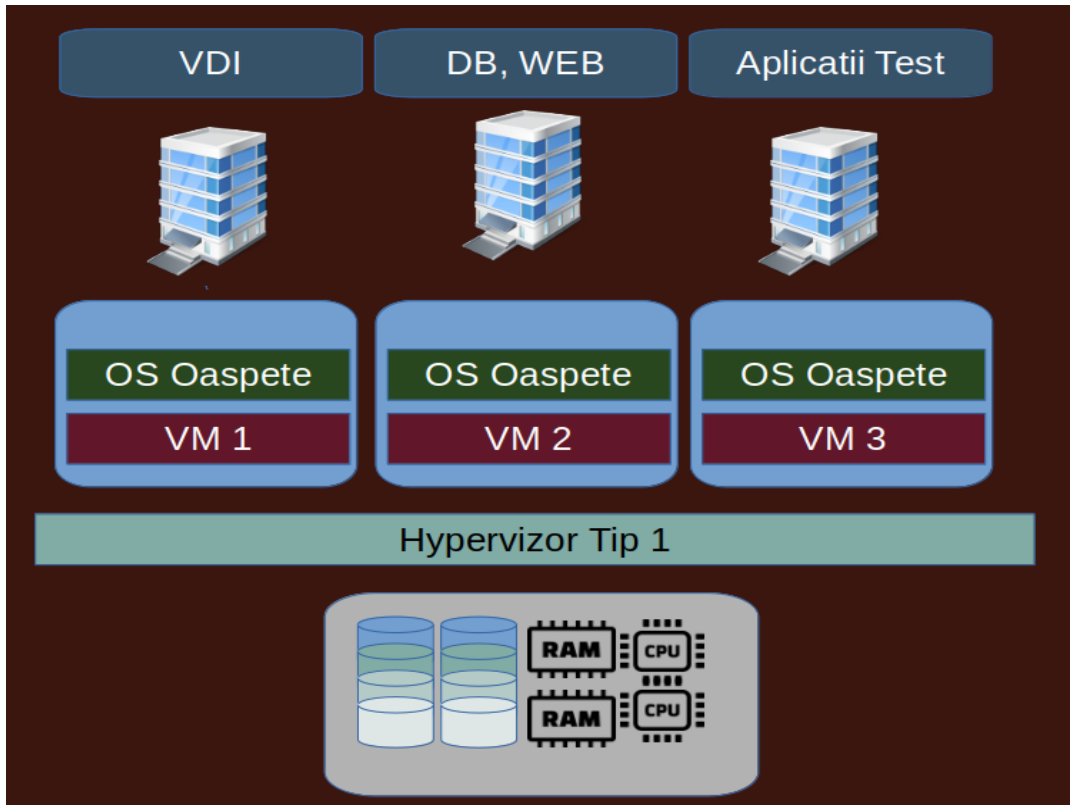 VDI
DB, WEB
Aplicatii Test
OS Oaspete
OS Oaspete
OS Oaspete
VM 1
VM 2
VM 3
Hypervizor Tip 1
RAM
CPU
RAM
CPU